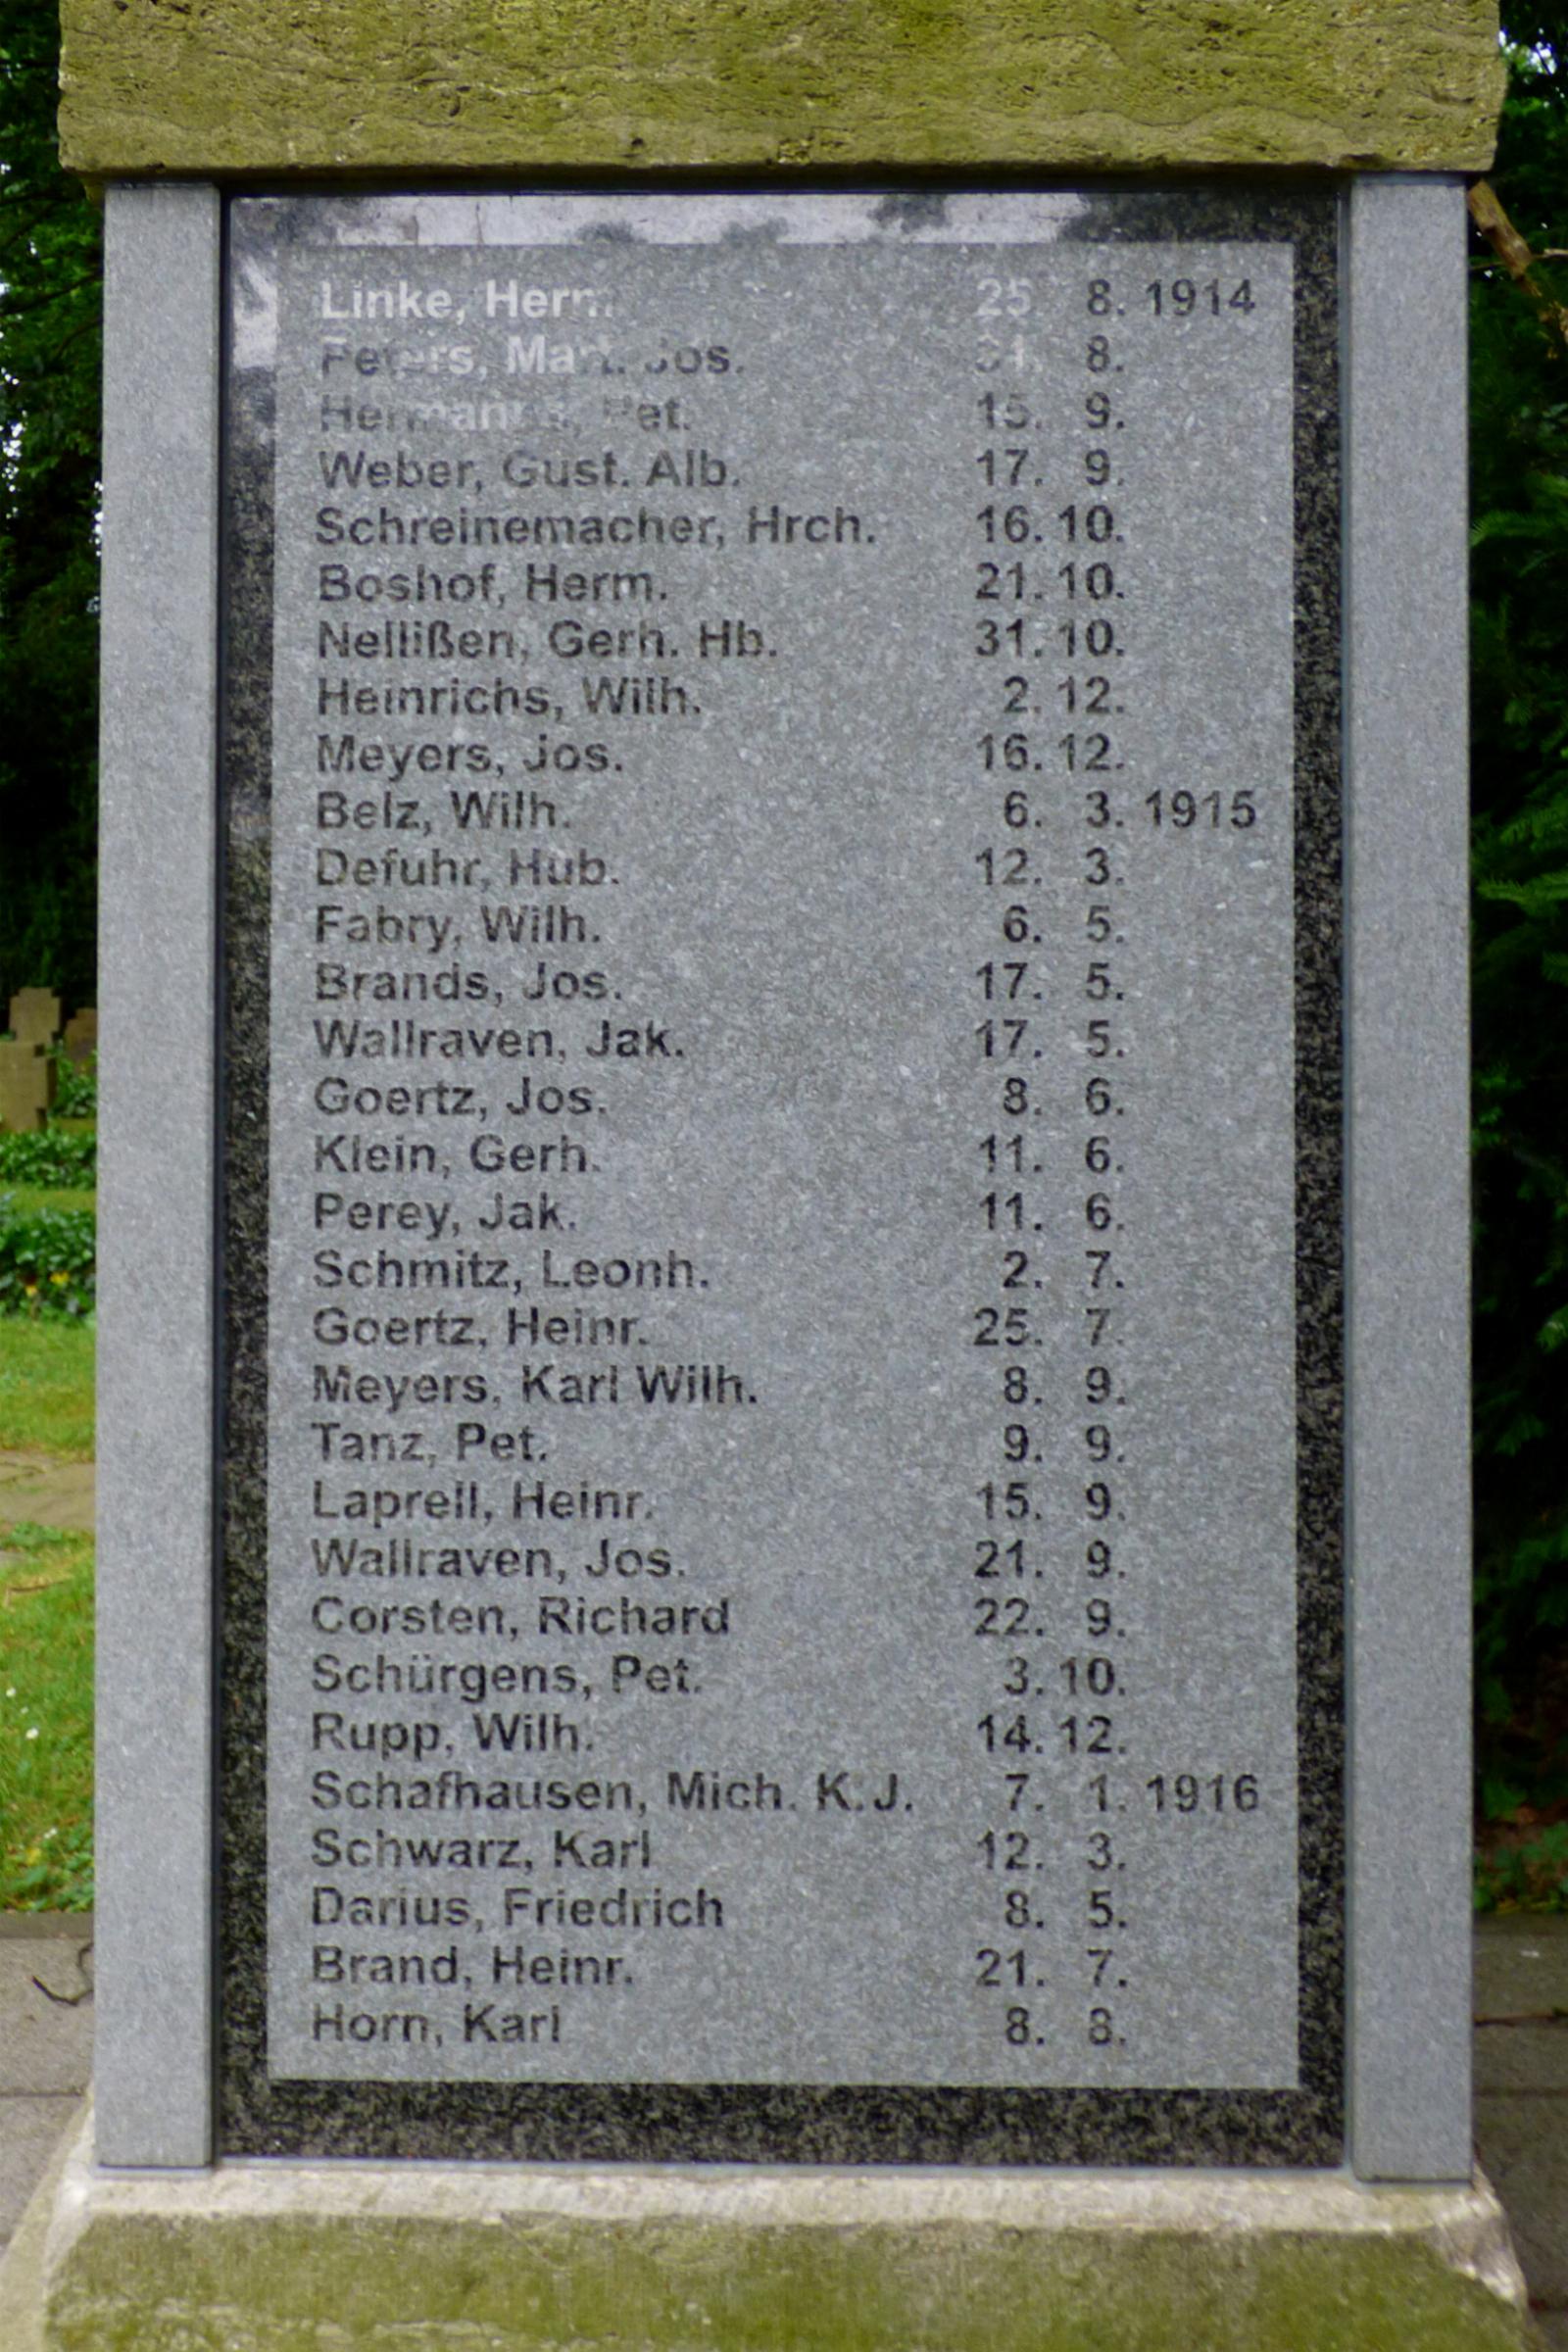 Linke, Herm. 25. 8. 1914
Peters, Mart. Jos. 31. 8.
Hermanns, Pet. 15. 9.
Weber, Gust. Alb. 17. 9.
Schreinemacher, Hrch. 16. 10.
Boshof, Herm. 21. 10.
Nellißen, Gerh. Hb. 31. 10.
Heinrichs, Wilh. 2. 12.
Meyers, Jos. 16. 12.
Belz, Wilh. 6. 3. 1915
Defuhr, Hub. 12. 3.
Fabry, Wilh. 6. 5.
Brands, Jos. 17. 5.
Wallraven, Jak. 17. 5.
Goertz, Jos. 8. 6.
Klein, Gerh. 11. 6.
Perey, Jak. 11. 6.
Schmitz, Leonh. 2. 7.
Goertz, Heinr. 25. 7.
Meyers, Karl Wilh. 8. 9.
Tanz, Pet. 9. 9.
Laprell, Heinr. 15. 9.
Wallraven, Jos. 21. 9.
Corsten, Richard 22. 9.
Schürgens, Pet. 3. 10.
Rupp, Wilh. 14. 12.
Schafhausen, Mich. K. J. 7. 1. 1916
Schwarz, Karl 12. 3.
Darius, Friedrich 8. 5.
Brand, Heinr. 21. 7.
Horn, Karl 8. 8.